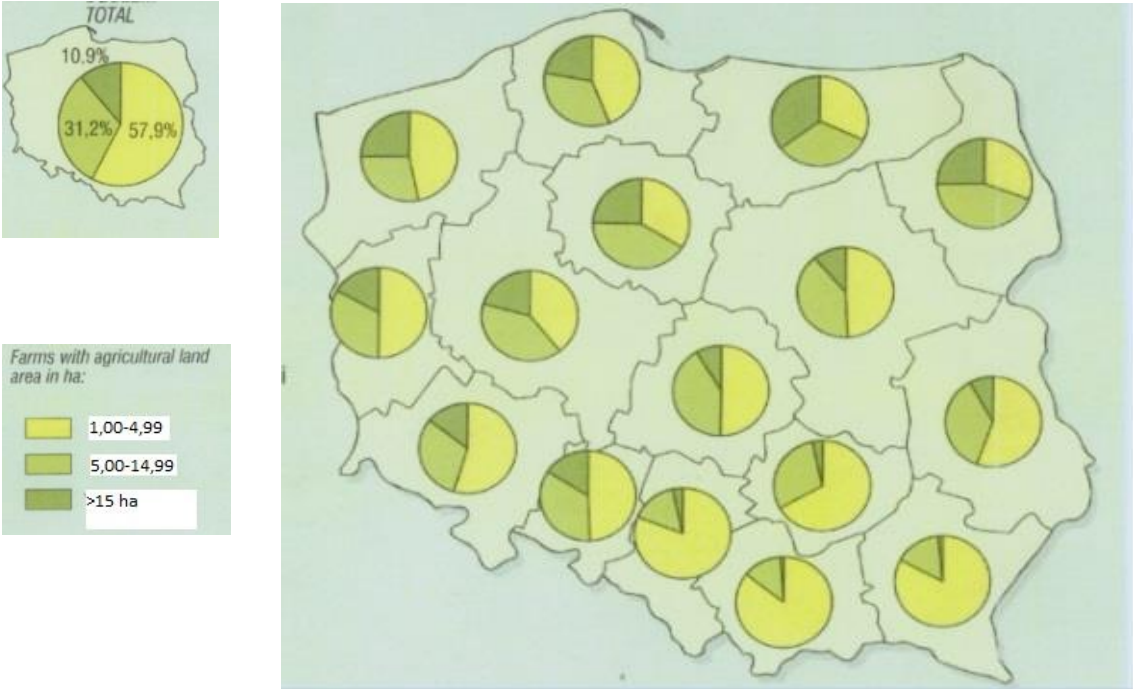 TOTAL
10.9%
31,2% 57,9%
Farms with agricultural land
area in ha:
1,00-4,99
5,00-14,99
>15 ha